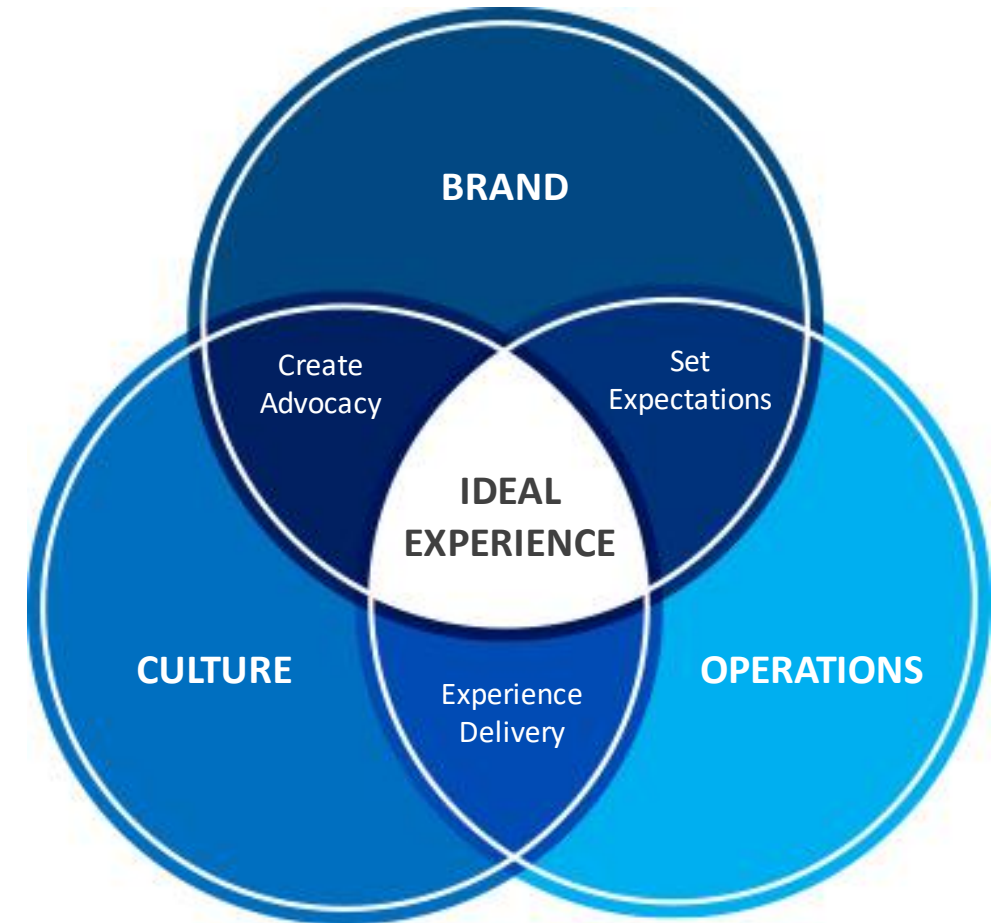 BRAND
Create
Advocacy
Set
Expectations
IDEAL
EXPERIENCE
CULTURE
OPERATIONS
Experience
Delivery